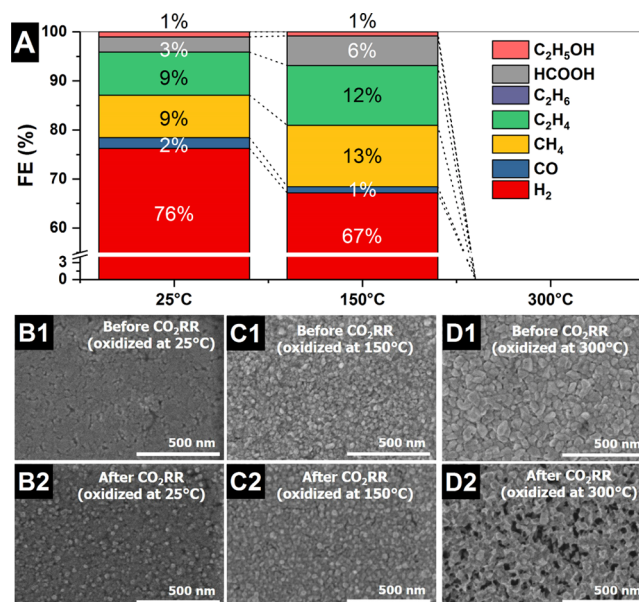 A
1%
1%
100
90
80
70
60
3
0
FE (%)
3%
9%
9%
2%
76%
6%
12%
13%
1%
67%
C₂H₅OH
HCOOH
C₂H₆
C₂H₄
CH₄
CO
H₂
25°C
150°C
300°C
B1
Before CO₂RR
(oxidized at 25°C)
500 nm
C1
Before CO₂RR
(oxidized at 150°C)
500 nm
D1
Before CO₂RR
(oxidized at 300°C)
500 nm
B2
After CO₂RR
(oxidized at 25°C)
500 nm
C2
After CO₂RR
(oxidized at 150°C)
500 nm
D2
After CO₂RR
(oxidized at 300°C)
500 nm